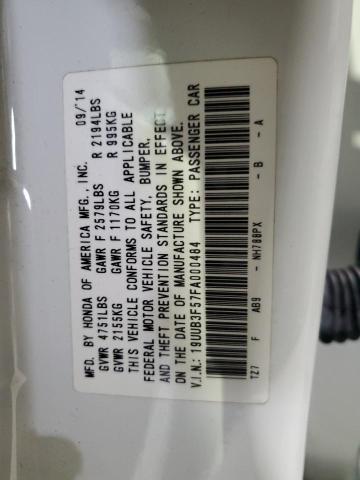 MFD. BY HONDA OF AMERICA MFG., INC. 09/14
GVWR 4751LBS GAWR F 2579LBS R 2194LBS
GVWR 2155KG GAWR F 1170KG R 995KG
THIS VEHICLE CONFORMS TO ALL APPLICABLE
FEDERAL MOTOR VEHICLE SAFETY, BUMPER,
AND THEFT PREVENTION STANDARDS IN EFFECT
ON THE DATE OF MANUFACTURE SHOWN ABOVE.
V.I.N.: 19UUB3F57FA000484 TYPE: PASSENGER CAR
TZ7 F AB9 - NH788PX - B - A